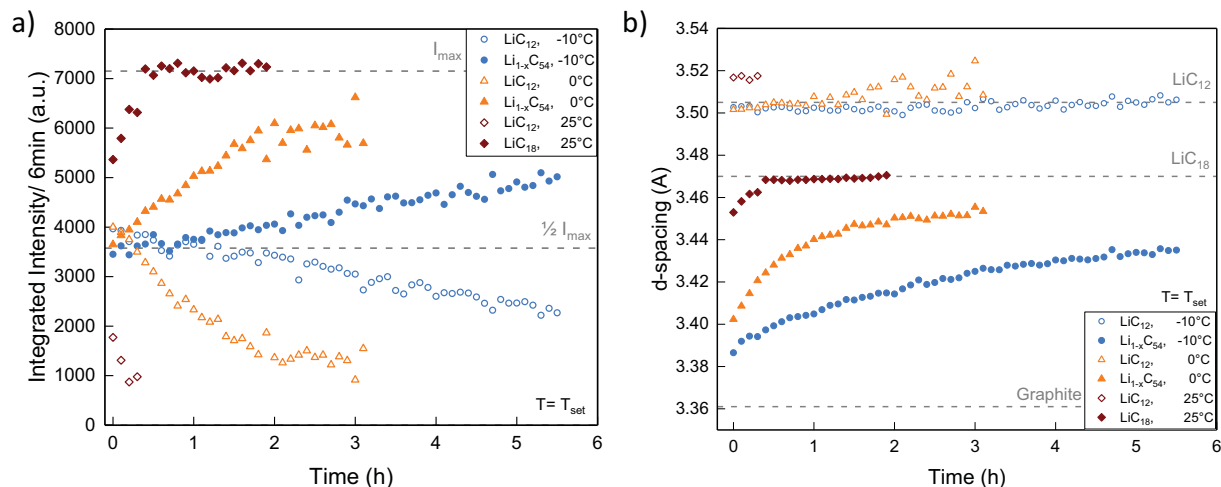 a)
8000
7000
6000
5000
4000
3000
2000
1000
0
Integrated Intensity/ 6min (a.u.)
I_max
½ I_max
LiC₁₂, -10°C
Li₁₋ₓC₅₄, -10°C
LiC₁₂, 0°C
Li₁₋ₓC₅₄, 0°C
LiC₁₂, 25°C
LiC₁₈, 25°C
T= T_set
0 1 2 3 4 5 6
Time (h)
b)
3.54
3.52
3.50
3.48
3.46
3.44
3.42
3.40
3.38
3.36
d-spacing (A)
LiC₁₂
LiC₁₈
Graphite
T= T_set
LiC₁₂, -10°C
Li₁₋ₓC₅₄, -10°C
LiC₁₂, 0°C
Li₁₋ₓC₅₄, 0°C
LiC₁₂, 25°C
LiC₁₈, 25°C
0 1 2 3 4 5 6
Time (h)